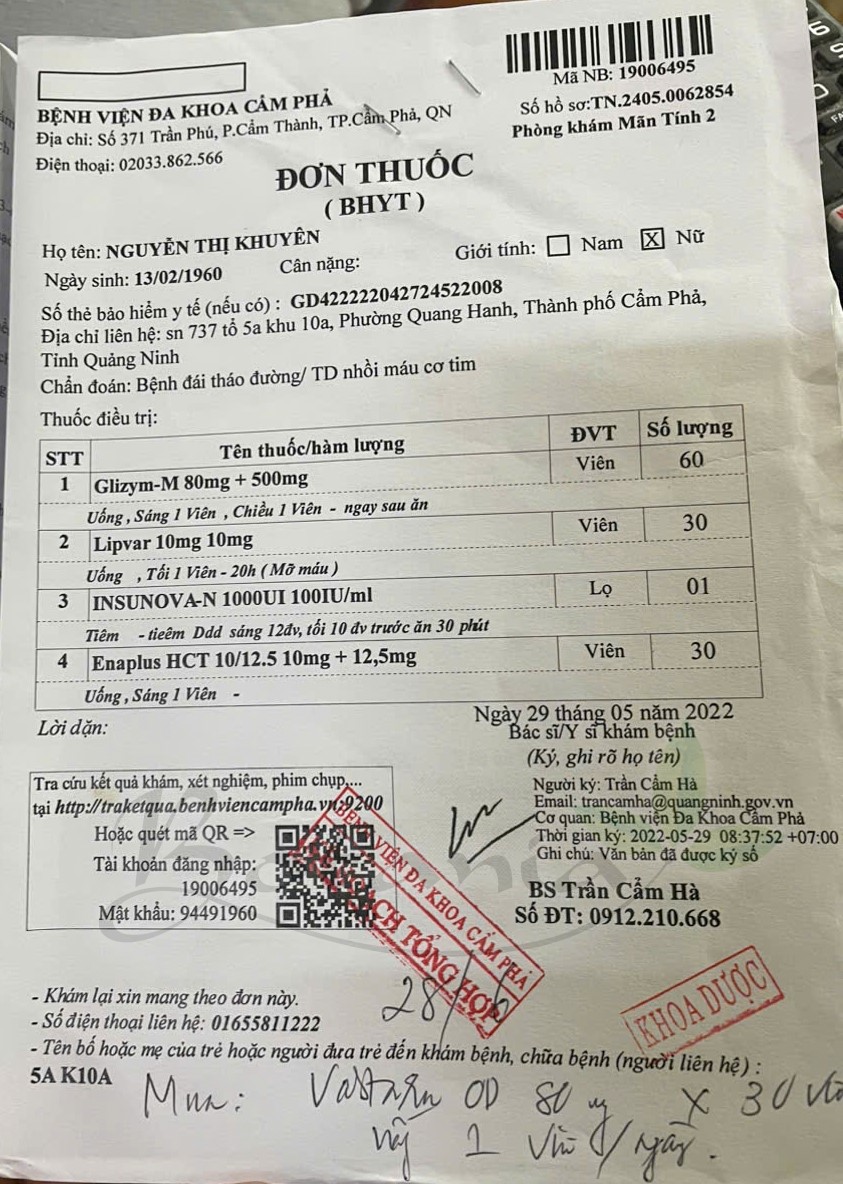 Mã NB: 19006495
BỆNH VIỆN ĐA KHOA CẨM PHẢ
Số hồ sơ:TN.2405.0062854
Địa chỉ: Số 371 Trần Phú, P.Cẩm Thành, TP.Cẩm Phả, QN
Phòng khám Mãn Tính 2
Điện thoại: 02033.862.566
ĐƠN THUỐC
( BHYT )
Họ tên: NGUYỄN THỊ KHUYÊN
Giới tính: Nam X Nữ
Ngày sinh: 13/02/1960 Cân nặng:
Số thẻ bảo hiểm y tế (nếu có) : GD422222042724522008
Địa chỉ liên hệ: sn 737 tổ 5a khu 10a, Phường Quang Hanh, Thành phố Cẩm Phả,
Tỉnh Quảng Ninh
Chẩn đoán: Bệnh đái tháo đường/ TD nhồi máu cơ tim
Thuốc điều trị:
STT Tên thuốc/hàm lượng ĐVT Số lượng
1 Glizym-M 80mg + 500mg Viên 60
Uống , Sáng 1 Viên , Chiều 1 Viên - ngay sau ăn
2 Lipvar 10mg 10mg Viên 30
Uống , Tối 1 Viên - 20h ( Mỡ máu )
3 INSUNOVA-N 1000UI 100IU/ml Lọ 01
Tiêm - tieêm Ddd sáng 12đv, tối 10 đv trước ăn 30 phút
4 Enaplus HCT 10/12.5 10mg + 12,5mg Viên 30
Uống , Sáng 1 Viên -
Lời dặn:
Ngày 29 tháng 05 năm 2022
Bác sĩ/Y sĩ khám bệnh
(Ký, ghi rõ họ tên)
Tra cứu kết quả khám, xét nghiệm, phim chụp,...
tại http://traketqua.benhviencampha.vn:9200
Hoặc quét mã QR =>
Tài khoản đăng nhập:
19006495
Mật khẩu: 94491960
Người ký: Trần Cẩm Hà
Email: trancamha@quangninh.gov.vn
Cơ quan: Bệnh viện Đa Khoa Cẩm Phả
Thời gian ký: 2022-05-29 08:37:52 +07:00
Ghi chú: Văn bản đã được ký số
BS Trần Cẩm Hà
Số ĐT: 0912.210.668
BỆNH VIỆN ĐA KHOA CẨM PHẢ
HOẠCH TỔNG HỢP
28/6
KHOA DƯỢC
- Khám lại xin mang theo đơn này.
- Số điện thoại liên hệ: 01655811222
- Tên bố hoặc mẹ của trẻ hoặc người đưa trẻ đến khám bệnh, chữa bệnh (người liên hệ) :
5A K10A
Mua: OD 80 mg x 30
1 /ngày.